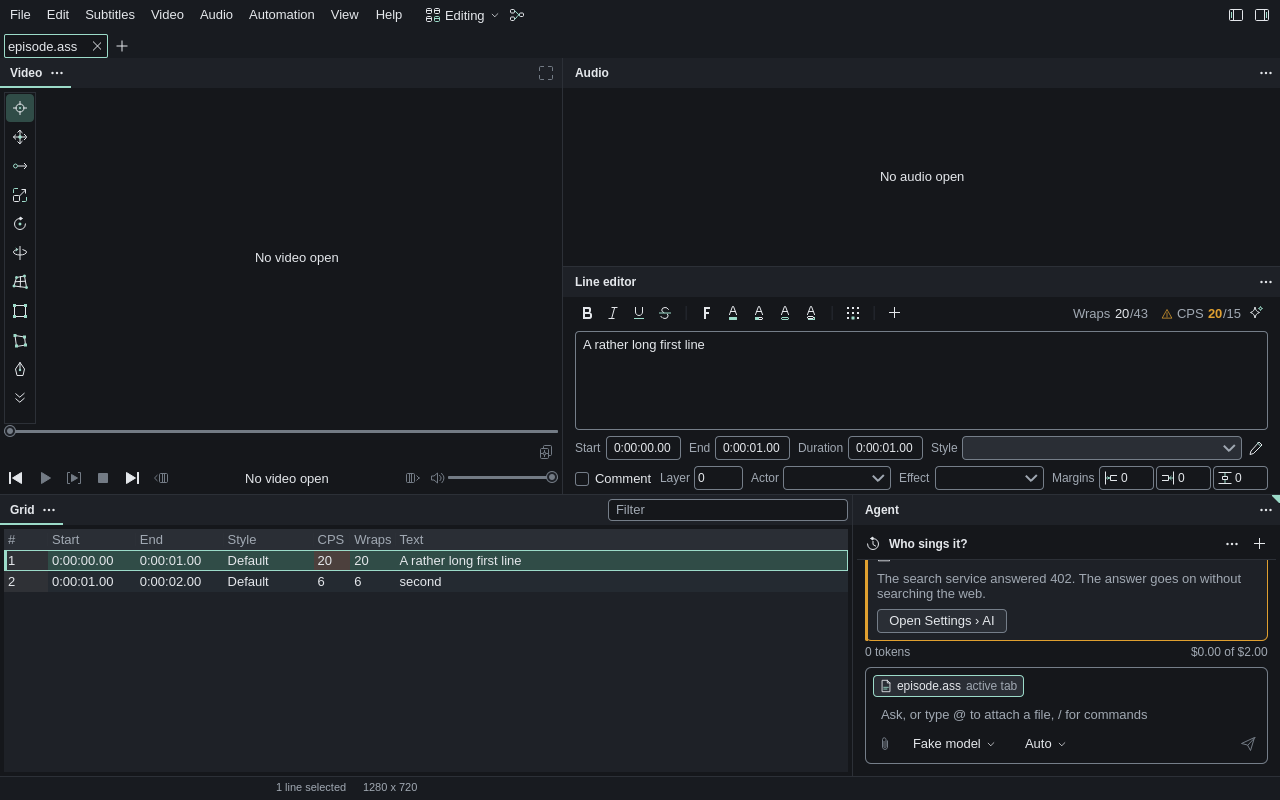 File Edit Subtitles Video Audio Automation View Help Editing
episode.ass
Video
Audio
No video open
No audio open
Line editor
B I U S F A A A A Wraps 20/43 CPS 20/15
A rather long first line
Start 0:00:00.00 End 0:00:01.00 Duration 0:00:01.00 Style
Comment Layer 0 Actor Effect Margins 0 0 0
No video open
Grid Filter
# Start End Style CPS Wraps Text
1 0:00:00.00 0:00:01.00 Default 20 20 A rather long first line
2 0:00:01.00 0:00:02.00 Default 6 6 second
Agent
Who sings it?
The search service answered 402. The answer goes on without
searching the web.
Open Settings › AI
0 tokens $0.00 of $2.00
episode.ass active tab
Ask, or type @ to attach a file, / for commands
Fake model Auto
1 line selected 1280 x 720